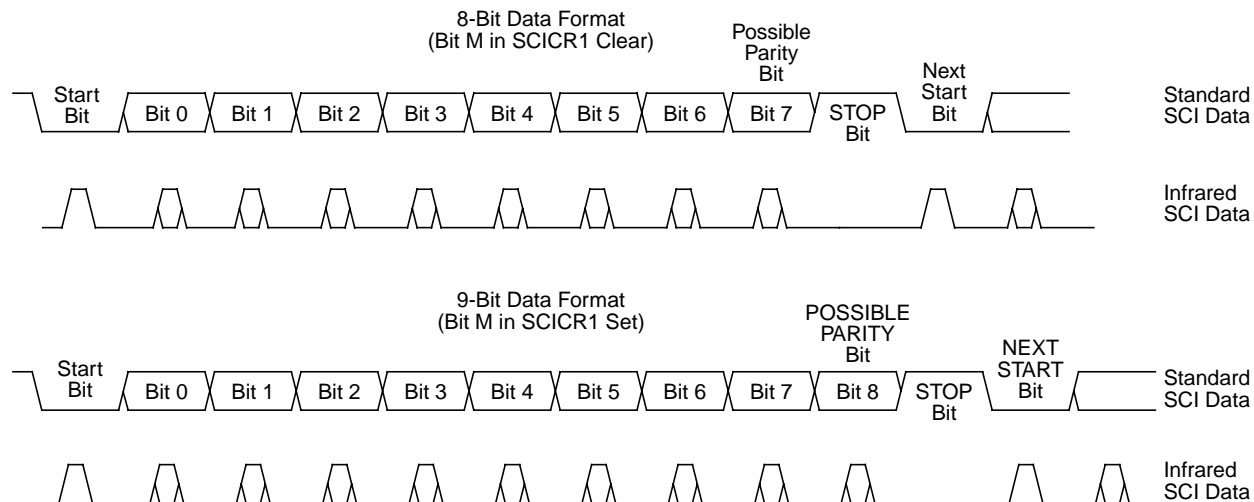 8-Bit Data Format
(Bit M in SCICR1 Clear)
Possible
Parity
Bit
Start
Bit
Bit 0
Bit 1
Bit 2
Bit 3
Bit 4
Bit 5
Bit 6
Bit 7
STOP
Bit
Next
Start
Bit
Standard
SCI Data
Infrared
SCI Data
9-Bit Data Format
(Bit M in SCICR1 Set)
POSSIBLE
PARITY
Bit
Start
Bit
Bit 0
Bit 1
Bit 2
Bit 3
Bit 4
Bit 5
Bit 6
Bit 7
Bit 8
STOP
Bit
NEXT
START
Bit
Standard
SCI Data
Infrared
SCI Data